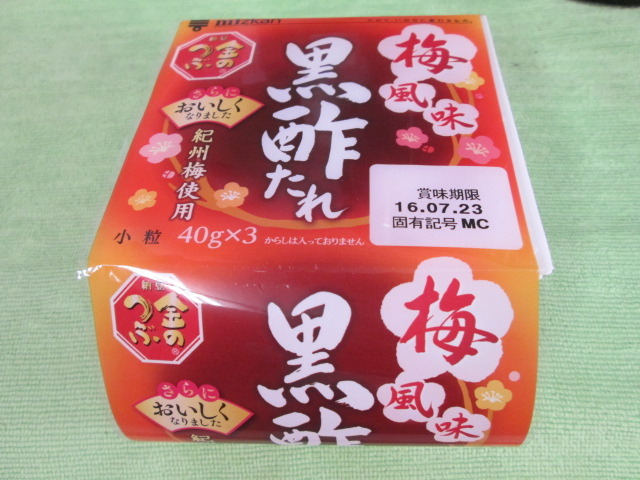 mizkan
金の
つぶ
®
さらに
おいしく
なりました
紀州梅使用
黒酢たれ
梅風味
賞味期限
16.07.23
固有記号 MC
小粒 40g×3 からしは入っておりません
金の
つぶ
®
さらに
おいしく
なりました
紀
黒酢
梅風味